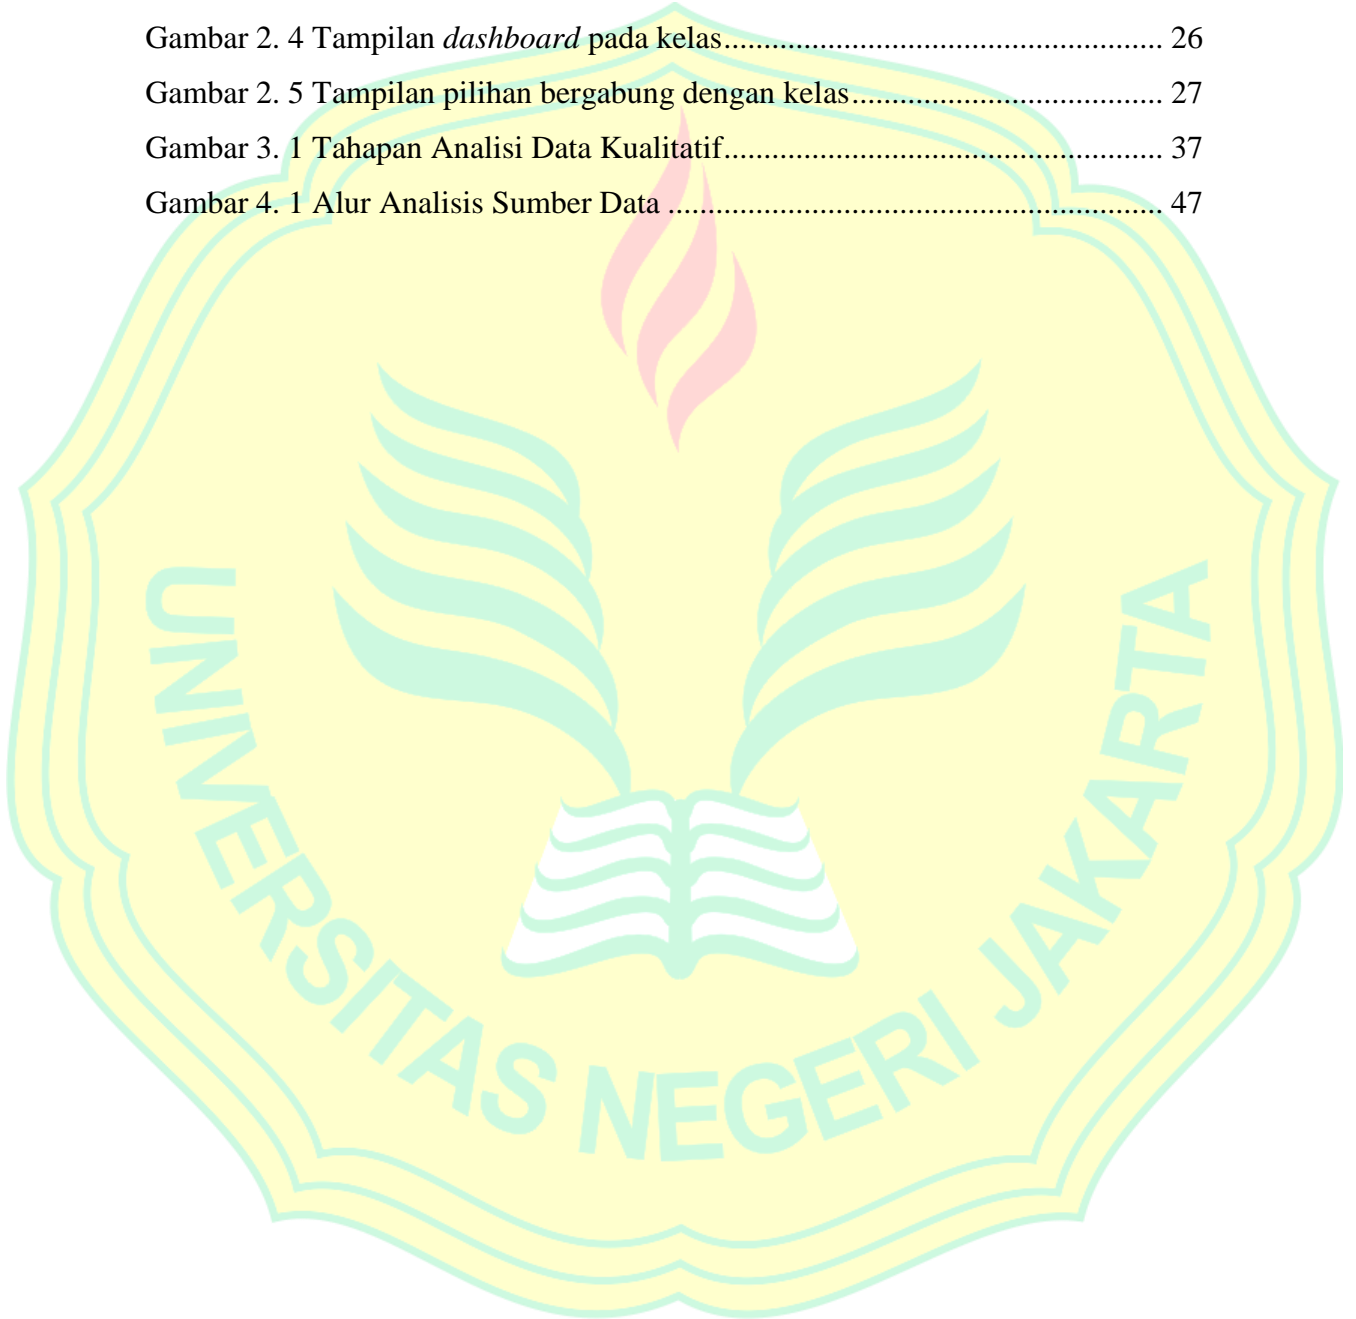 Gambar 2. 4 Tampilan dashboard pada kelas....................................................... 26
Gambar 2. 5 Tampilan pilihan bergabung dengan kelas....................................... 27
Gambar 3. 1 Tahapan Analisi Data Kualitatif....................................................... 37
Gambar 4. 1 Alur Analisis Sumber Data .............................................................. 47
UNIVERSITAS NEGERI JAKARTA